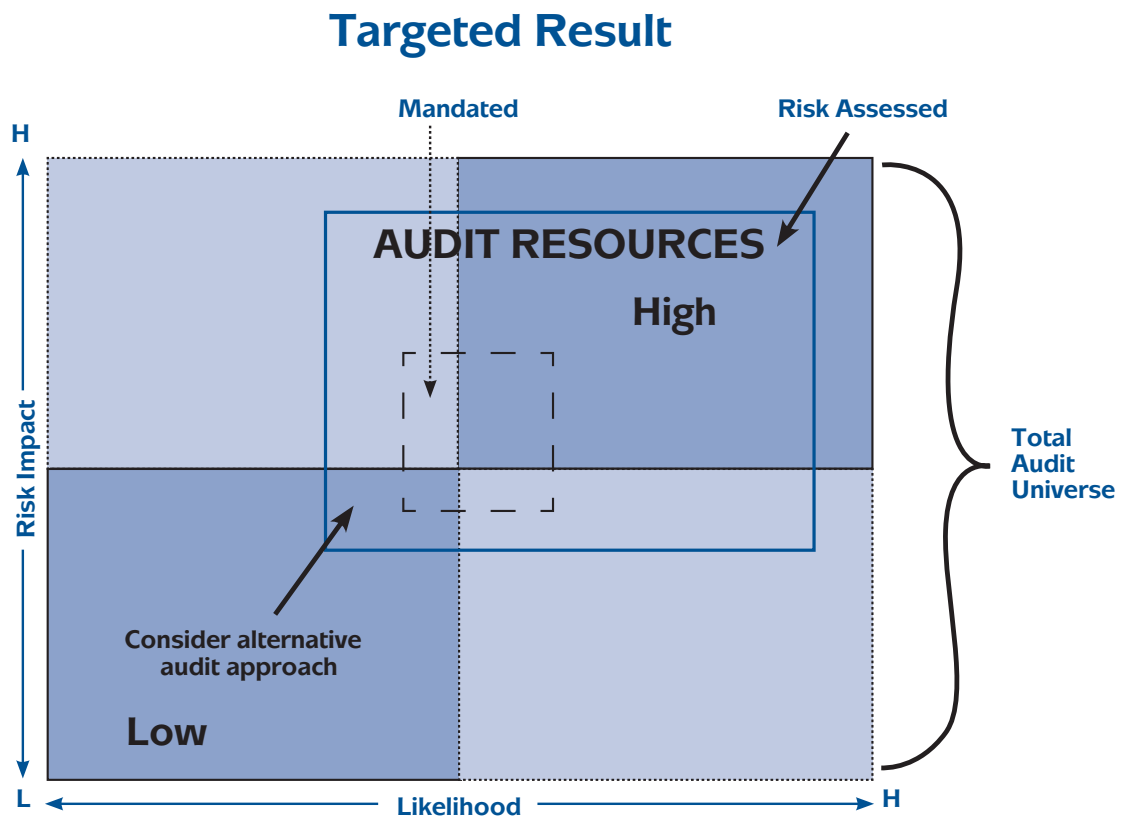 Targeted Result
Mandated
Risk Assessed
H
AUDIT RESOURCES
High
Risk Impact
Total
Audit
Universe
Consider alternative
audit approach
Low
L
Likelihood
H